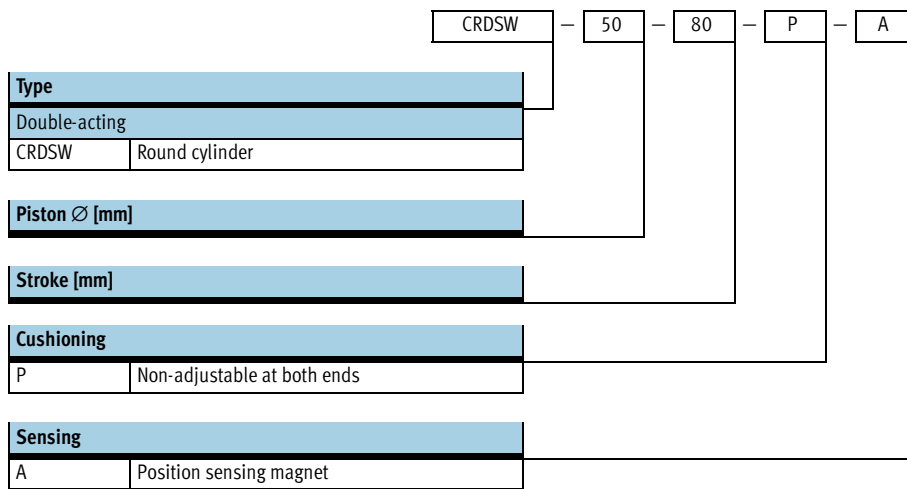 CRDSW – 50 – 80 – P – A
Type
Double-acting
CRDSW Round cylinder
Piston ∅ [mm]
Stroke [mm]
Cushioning
P Non-adjustable at both ends
Sensing
A Position sensing magnet